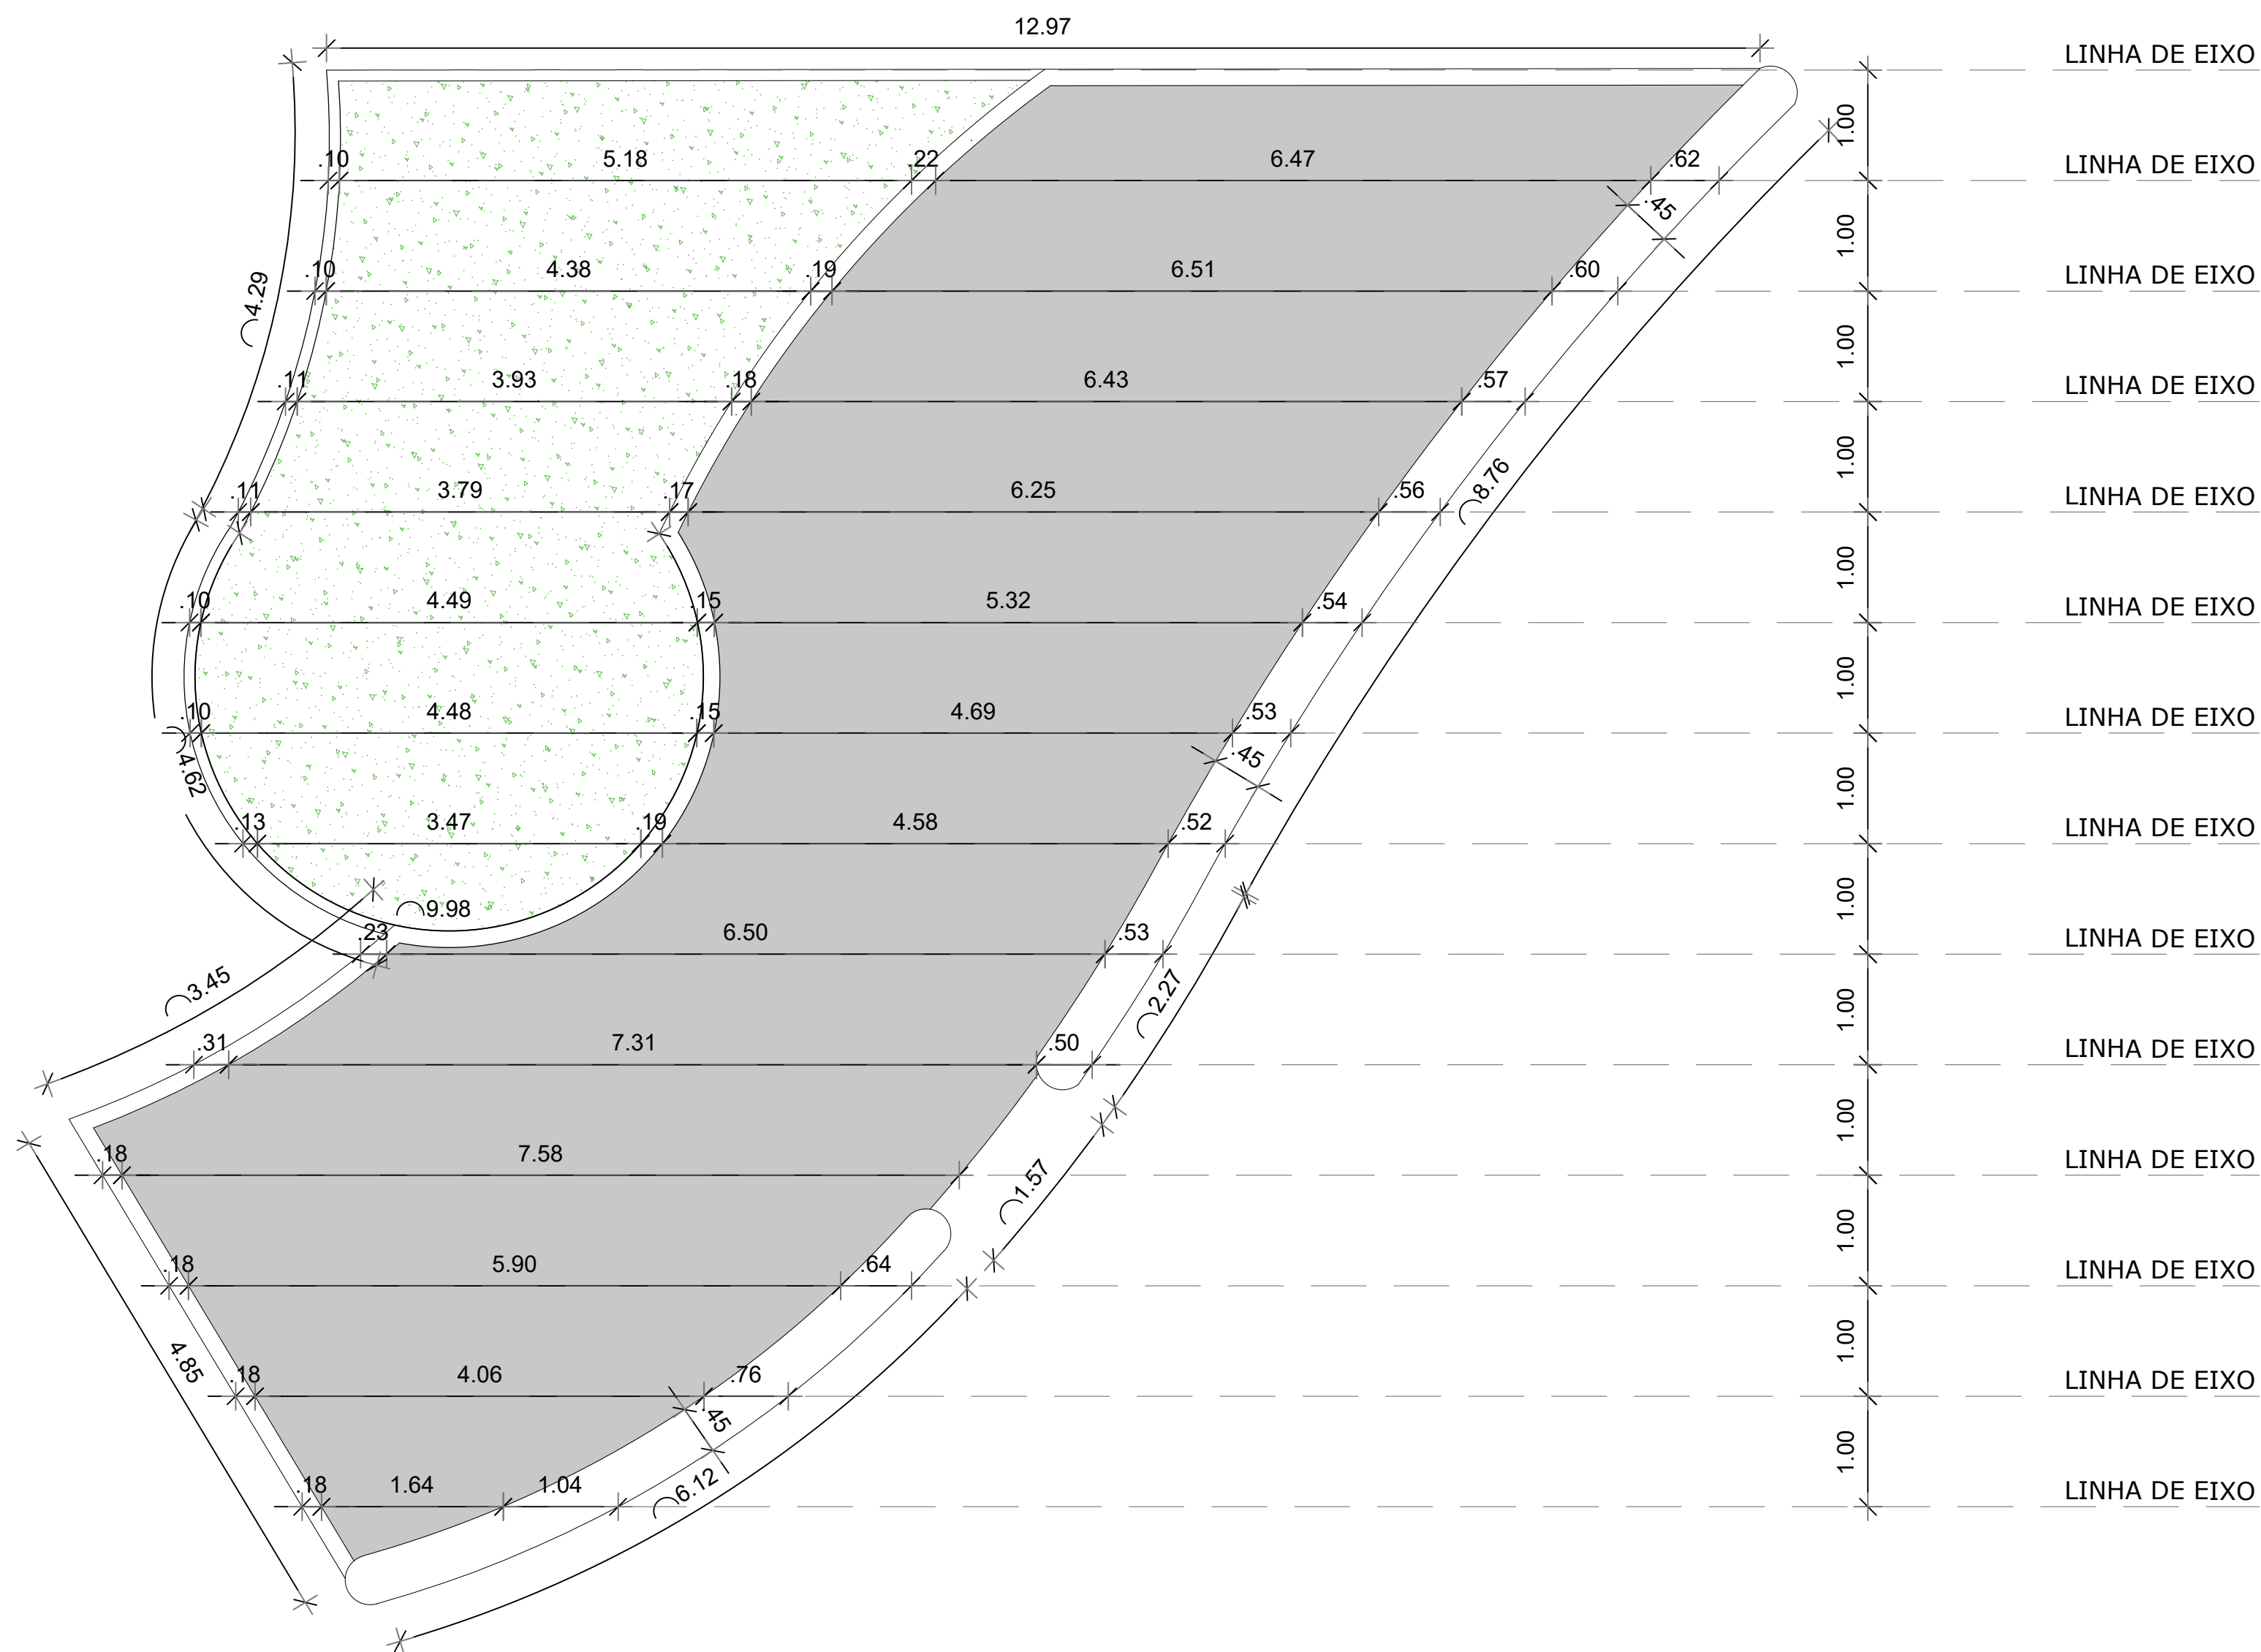 12.97
LINHA DE EIXO
1.00
.10 5.18 .22 6.47 .62 LINHA DE EIXO
.45
1.00
.10 4.38 .19 6.51 .60 LINHA DE EIXO
4.29
1.00
.11 3.93 .18 6.43 .57 LINHA DE EIXO
1.00
8.76
.11 3.79 .17 6.25 .56 LINHA DE EIXO
1.00
.10 4.49 .15 5.32 .54 LINHA DE EIXO
1.00
.10 4.48 .15 4.69 .53 LINHA DE EIXO
.45
4.62
1.00
.13 3.47 .19 4.58 .52 LINHA DE EIXO
1.00
9.98
.23 6.50 .53 LINHA DE EIXO
3.45
2.27
1.00
.31 7.31 .50 LINHA DE EIXO
1.00
.18 7.58 LINHA DE EIXO
1.57
1.00
.18 5.90 .64 LINHA DE EIXO
4.85
1.00
.18 4.06 .76 LINHA DE EIXO
.45
1.00
.18 1.64 1.04 LINHA DE EIXO
6.12